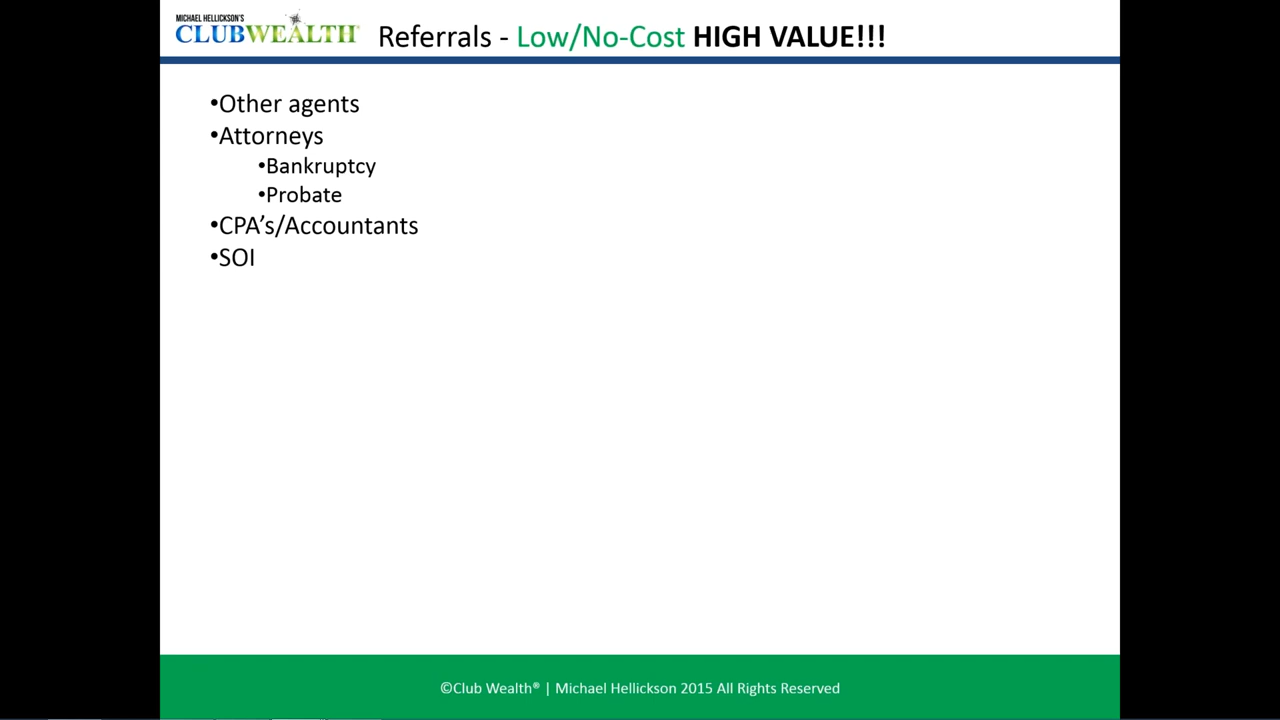 MICHAEL HELLICKSON'S
CLUBWEALTH®
Referrals - Low/No-Cost HIGH VALUE!!!
•Other agents
•Attorneys
•Bankruptcy
•Probate
•CPA’s/Accountants
•SOI
©Club Wealth® | Michael Hellickson 2015 All Rights Reserved